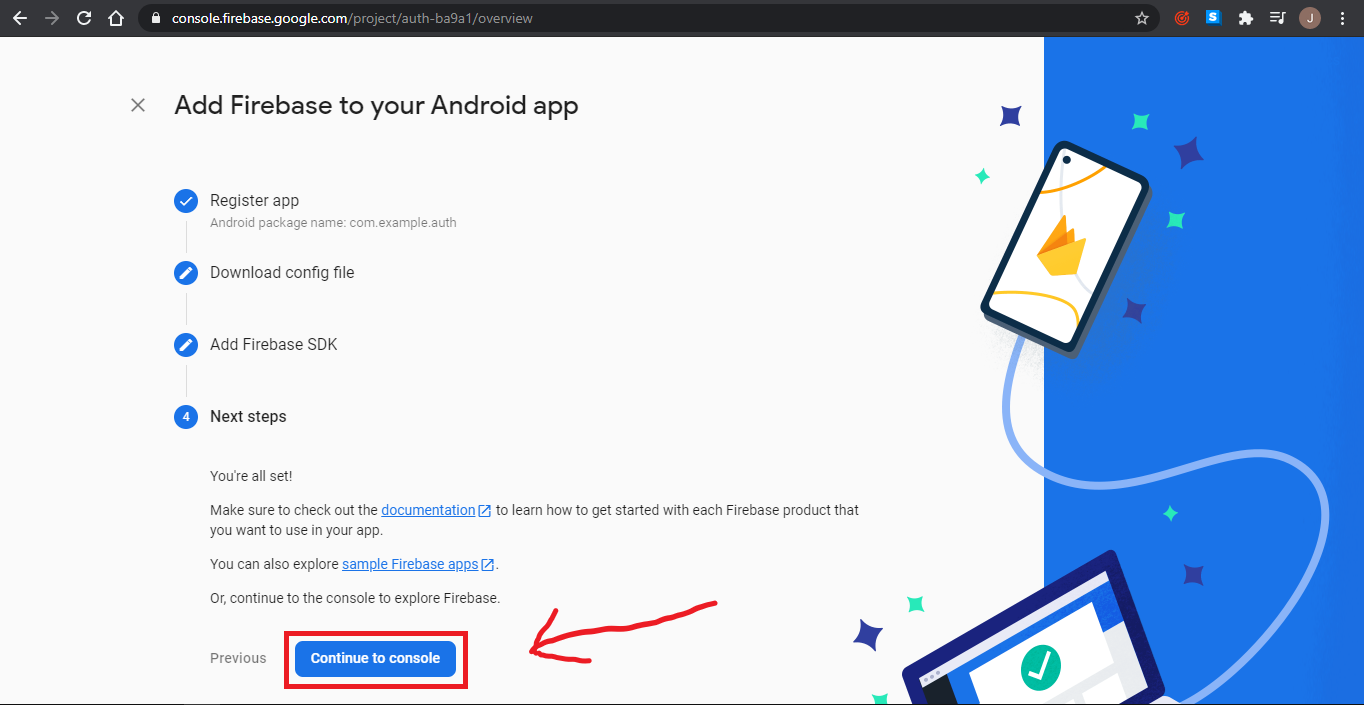 console.firebase.google.com/project/auth-ba9a1/overview
S
J
Add Firebase to your Android app
Register app
Android package name: com.example.auth
Download config file
Add Firebase SDK
4 Next steps
You're all set!
Make sure to check out the documentation to learn how to get started with each Firebase product that
you want to use in your app.
You can also explore sample Firebase apps.
Or, continue to the console to explore Firebase.
Previous Continue to console